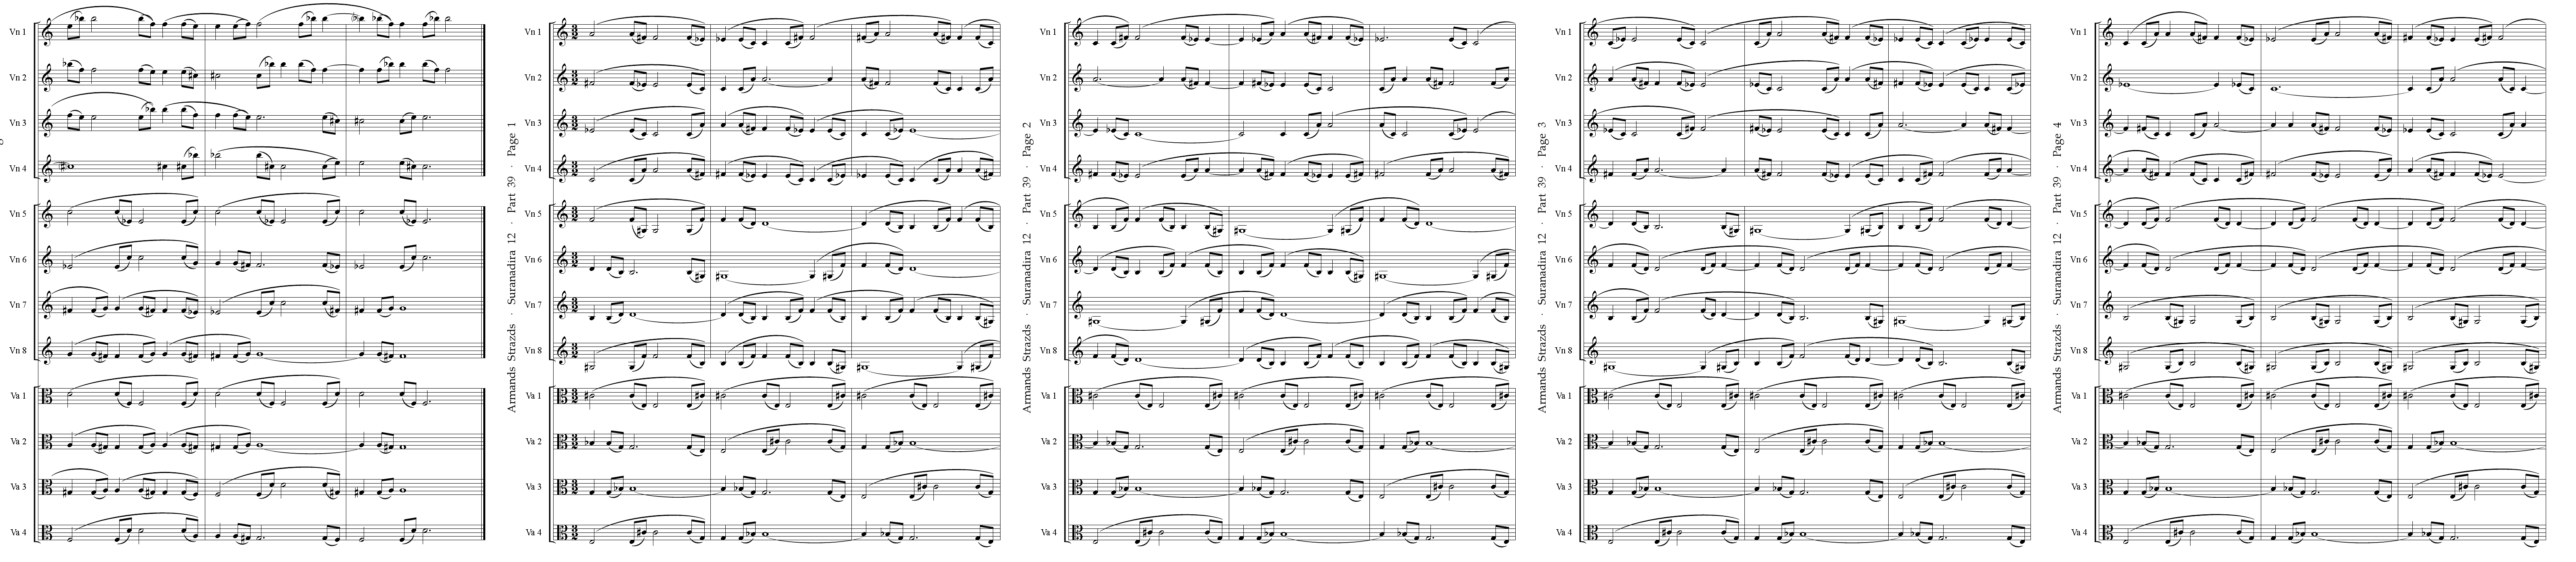 Vn 1
Vn 2
Vn 3
Vn 4
Vn 5
Vn 6
Vn 7
Vn 8
Va 1
Va 2
Va 3
Va 4
Armands Strazds · Suranadira 12 · Part 39 · Page 1
Vn 1
Vn 2
Vn 3
Vn 4
Vn 5
Vn 6
Vn 7
Vn 8
Va 1
Va 2
Va 3
Va 4
Armands Strazds · Suranadira 12 · Part 39 · Page 2
Vn 1
Vn 2
Vn 3
Vn 4
Vn 5
Vn 6
Vn 7
Vn 8
Va 1
Va 2
Va 3
Va 4
Armands Strazds · Suranadira 12 · Part 39 · Page 3
Vn 1
Vn 2
Vn 3
Vn 4
Vn 5
Vn 6
Vn 7
Vn 8
Va 1
Va 2
Va 3
Va 4
Armands Strazds · Suranadira 12 · Part 39 · Page 4
Vn 1
Vn 2
Vn 3
Vn 4
Vn 5
Vn 6
Vn 7
Vn 8
Va 1
Va 2
Va 3
Va 4